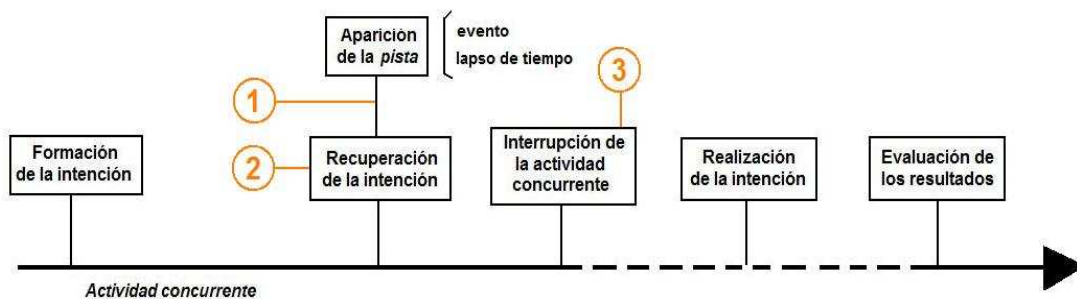 Aparición
de la pista
evento
lapso de tiempo
1
2
3
Formación
de la intención
Recuperación
de la intención
Interrupción de
la actividad
concurrente
Realización
de la intención
Evaluación de
los resultados
Actividad concurrente